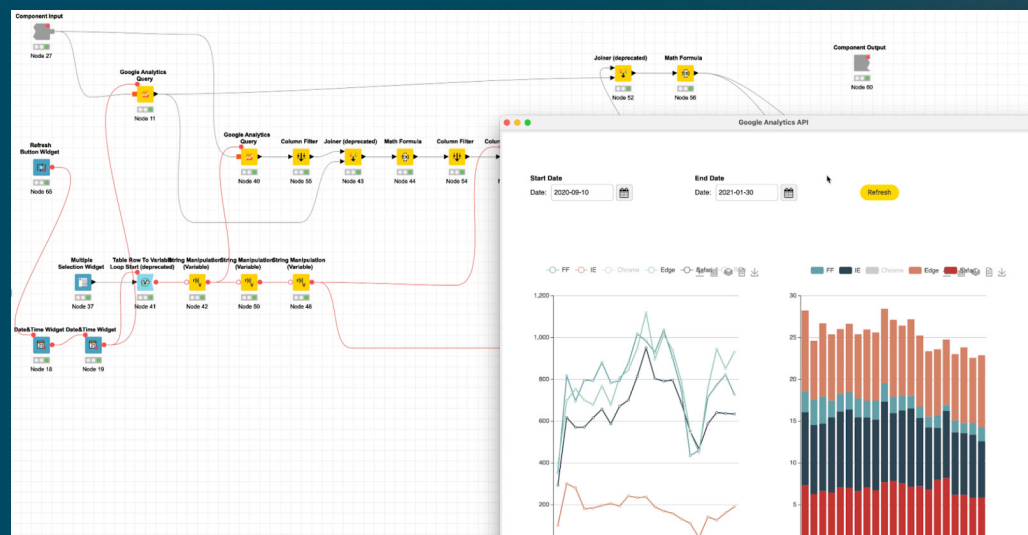 Component Input
Node 27
Google Analytics
Query
Node 11
Refresh
Button Widget
Node 65
Google Analytics
Query
Node 40
Column Filter
Node 55
Joiner (deprecated)
Node 43
Math Formula
Node 44
Column Filter
Node 54
Joiner (deprecated)
Node 52
Math Formula
Node 56
Component Output
Node 60
Multiple
Selection Widget
Node 37
Table Row To Variable
Loop Start (deprecated)
Node 41
String Manipulation
(Variable)
Node 42
String Manipulation
(Variable)
Node 50
String Manipulation
(Variable)
Node 48
Date&Time Widget
Node 18
Date&Time Widget
Node 19
Google Analytics API
Start Date
Date: 2020-09-10
End Date
Date: 2021-01-30
Refresh
FF IE Chrome Edge Safari
1,200
1,000
800
600
400
200
FF IE Chrome Edge Safari
30
25
20
15
10
5